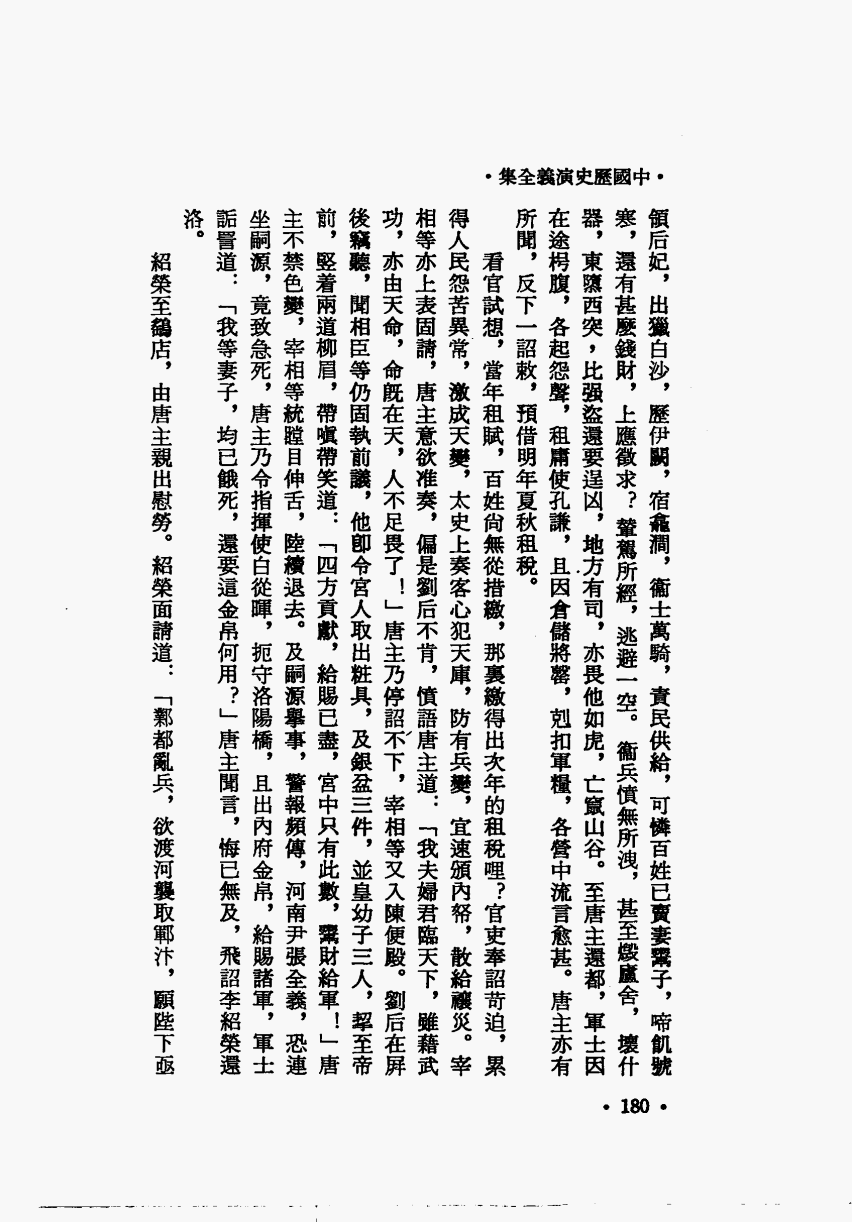 •中國歷史演義全集•
領后妃，出獵白沙，歷伊闕，宿龕澗，衞士萬騎，責民供給，可憐百姓已賣妻鬻子，啼飢號
寒，還有甚麼錢財，上應徵求？輦駕所經，逃避一空。衞兵憤無所洩，甚至燬廬舍，壞什
器，東隳西突，比强盜還要逞凶，地方有司，亦畏他如虎，亡竄山谷。至唐主還都，軍士因
在途枵腹，各起怨聲，租庸使孔謙，且因倉儲將罄，剋扣軍糧，各營中流言愈甚。唐主亦有
所聞，反下一詔敕，預借明年夏秋租稅。
看官試想，當年租賦，百姓尙無從措繳，那裏繳得出次年的租稅哩？官吏奉詔苛迫，累
得人民怨苦異常，激成天變，太史上奏客心犯天庫，防有兵變，宜速頒內帑，散給禳災。宰
相等亦上表固請，唐主意欲准奏，偏是劉后不肯，憤語唐主道：「我夫婦君臨天下，雖藉武
功，亦由天命，命旣在天，人不足畏了！」唐主乃停詔不下，宰相等又入陳便殿。劉后在屏
後竊聽，聞相臣等仍固執前議，他卽令宮人取出粧具，及銀盆三件，並皇幼子三人，挈至帝
前，竪着兩道柳眉，帶嗔帶笑道：「四方貢獻，給賜已盡，宮中只有此數，鬻財給軍！」唐
主不禁色變，宰相等統瞠目伸舌，陸續退去。及嗣源擧事，警報頻傳，河南尹張全義，恐連
坐嗣源，竟致急死，唐主乃令指揮使白從暉，扼守洛陽橋，且出內府金帛，給賜諸軍，軍士
詬詈道：「我等妻子，均已餓死，還要這金帛何用？」唐主聞言，悔已無及，飛詔李紹榮還
洛。
紹榮至鷂店，由唐主親出慰勞。紹榮面請道：「鄴都亂兵，欲渡河襲取鄆汴，願陛下亟
•180•